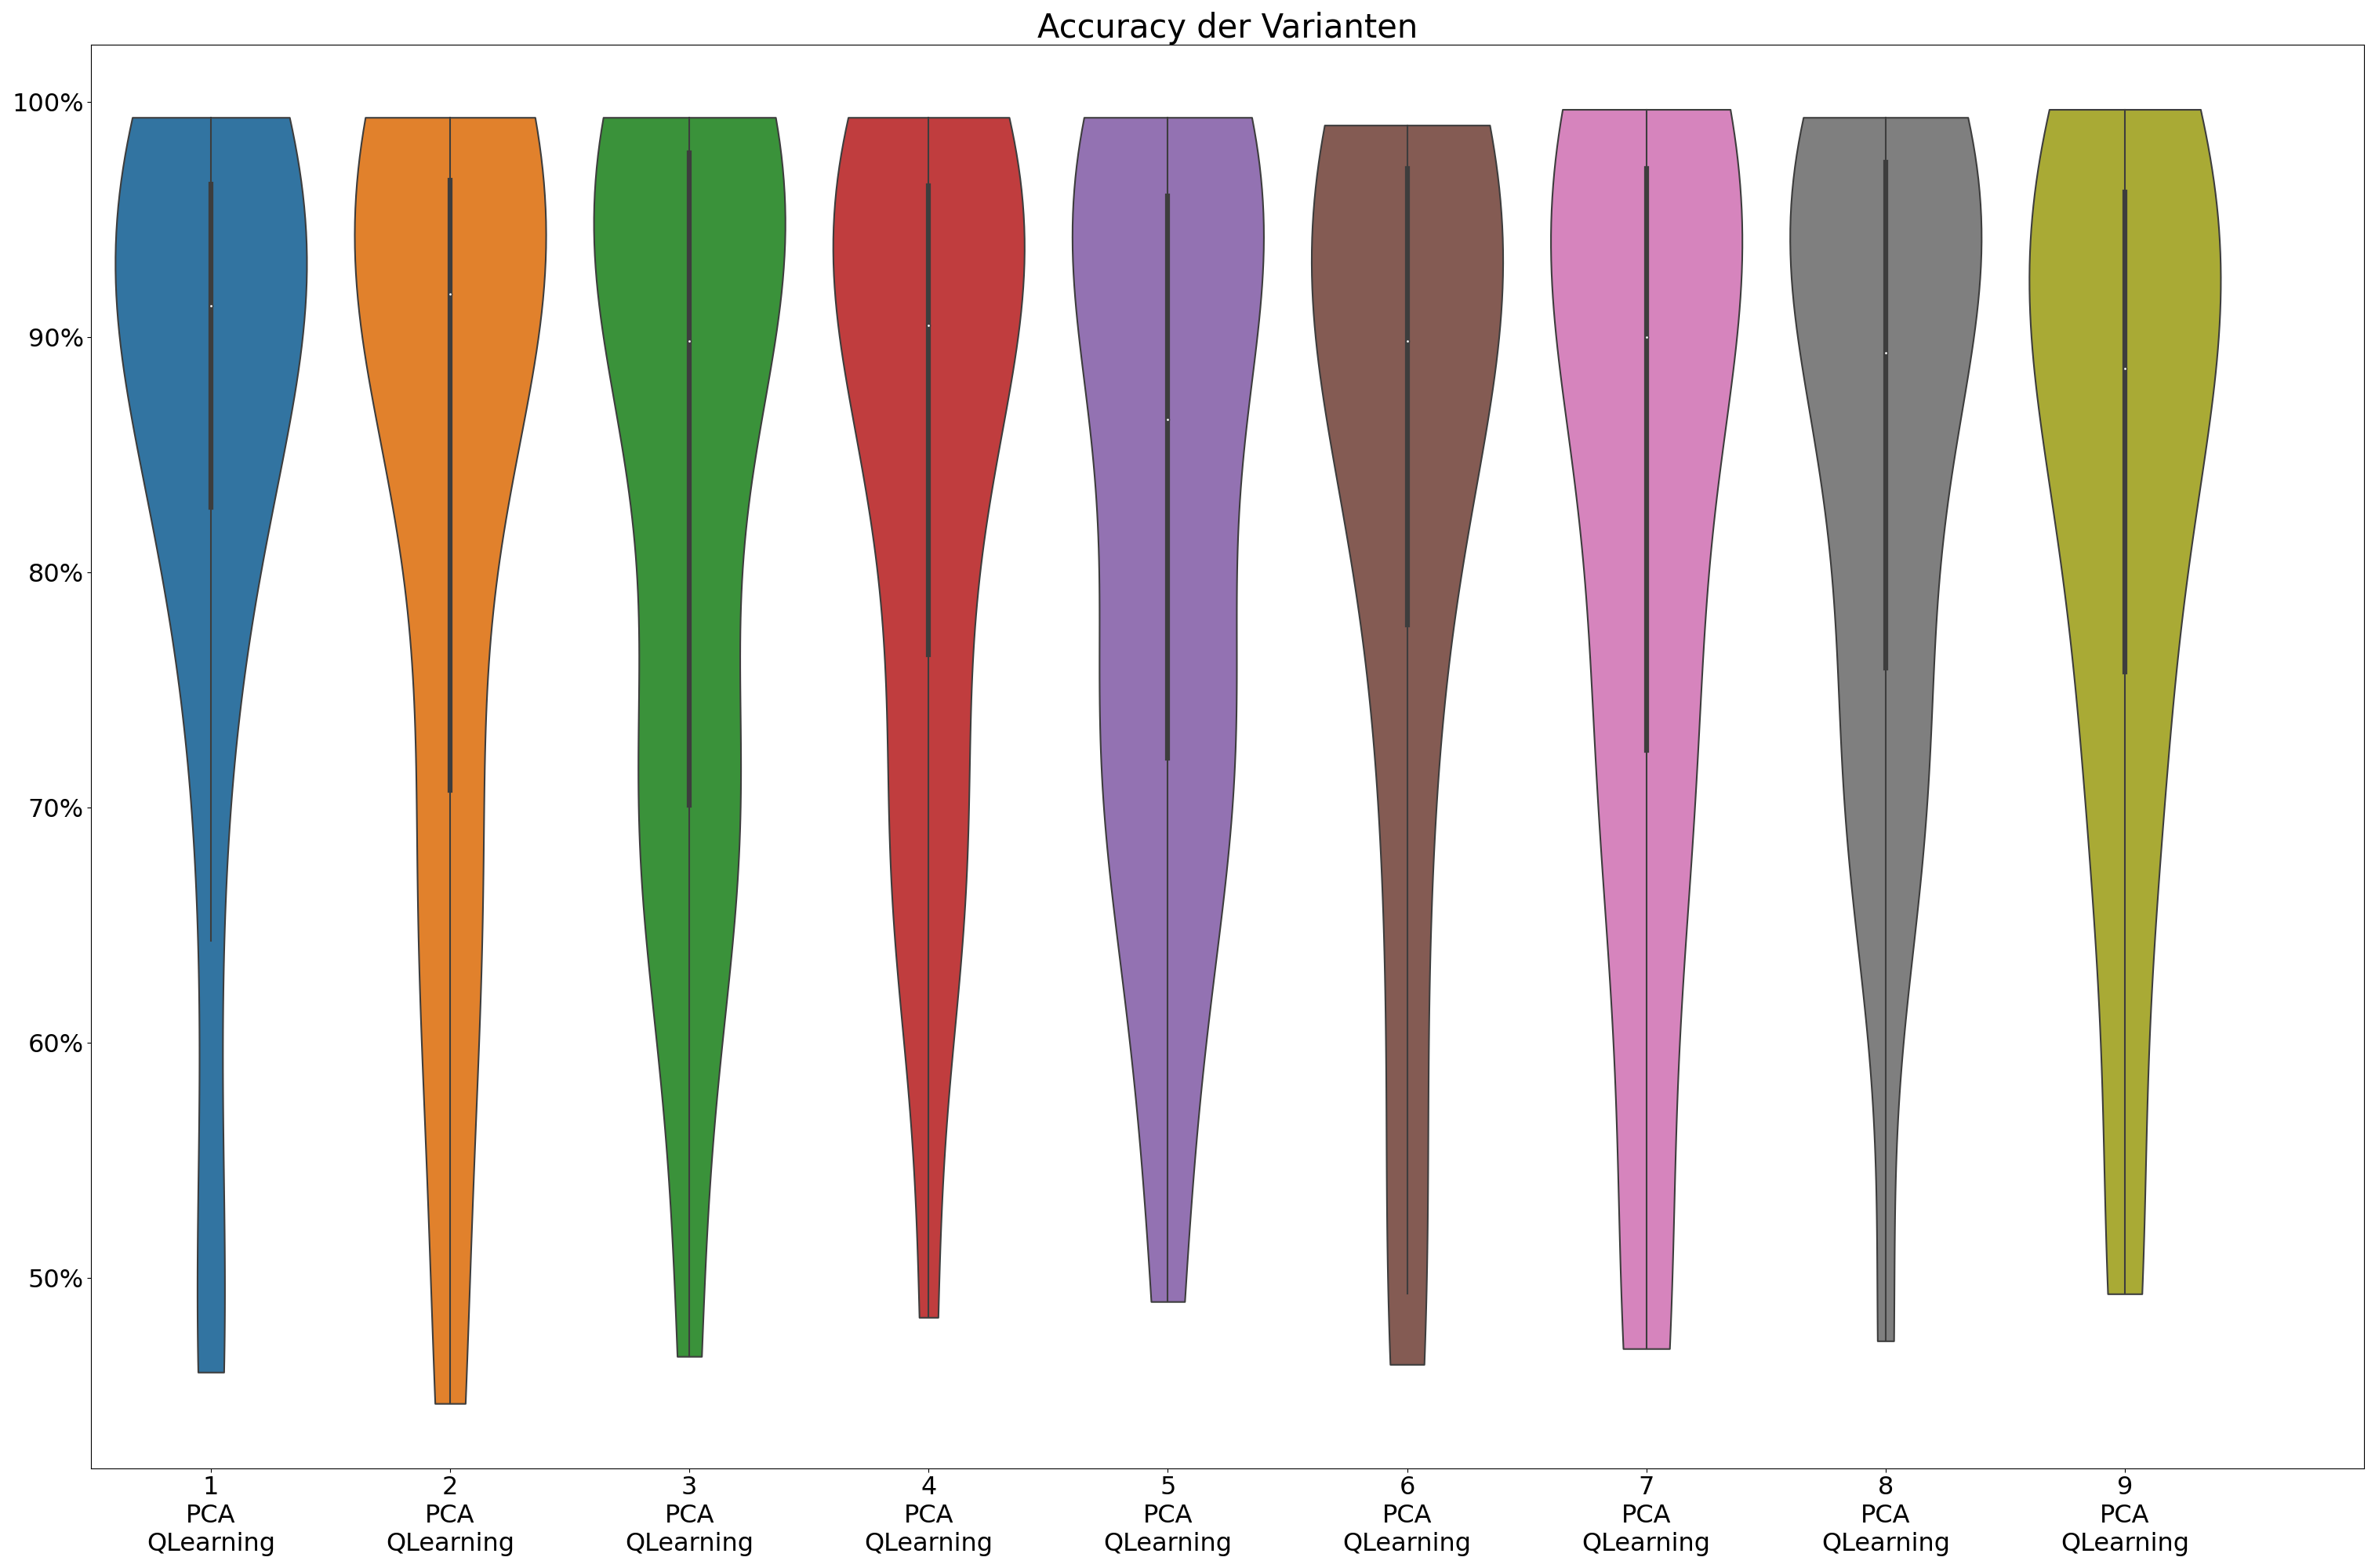 Accuracy der Varianten
100%
90%
80%
70%
60%
50%
1 2 3 4 5 6 7 8 9
PCA PCA PCA PCA PCA PCA PCA PCA PCA
QLearning QLearning QLearning QLearning QLearning QLearning QLearning QLearning QLearning